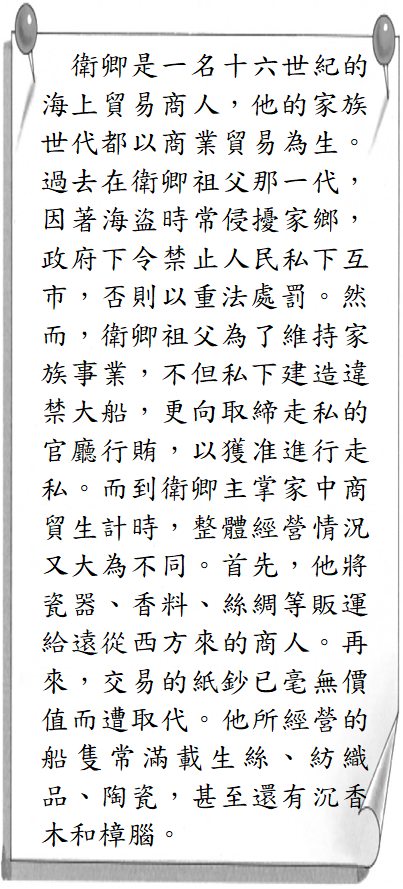 衛卿是一名十六世紀的
海上貿易商人，他的家族
世代都以商業貿易為生。
過去在衛卿祖父那一代，
因著海盜時常侵擾家鄉，
政府下令禁止人民私下互
市，否則以重法處罰。然
而，衛卿祖父為了維持家
族事業，不但私下建造違
禁大船，更向取締走私的
官廳行賄，以獲准進行走
私。而到衛卿主掌家中商
貿生計時，整體經營情況
又大為不同。首先，他將
瓷器、香料、絲綢等販運
給遠從西方來的商人。再
來，交易的紙鈔已毫無價
值而遭取代。他所經營的
船隻常滿載生絲、紡織
品、陶瓷，甚至還有沉香
木和樟腦。